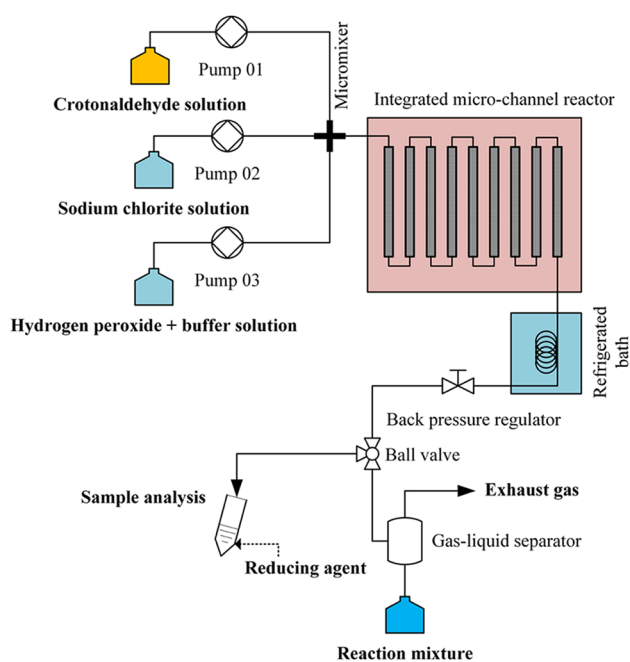 Pump 01
Crotonaldehyde solution
Micromixer
Integrated micro-channel reactor
Pump 02
Sodium chlorite solution
Pump 03
Hydrogen peroxide + buffer solution
Refrigerated
bath
Back pressure regulator
Ball valve
Sample analysis
Exhaust gas
Gas-liquid separator
Reducing agent
Reaction mixture